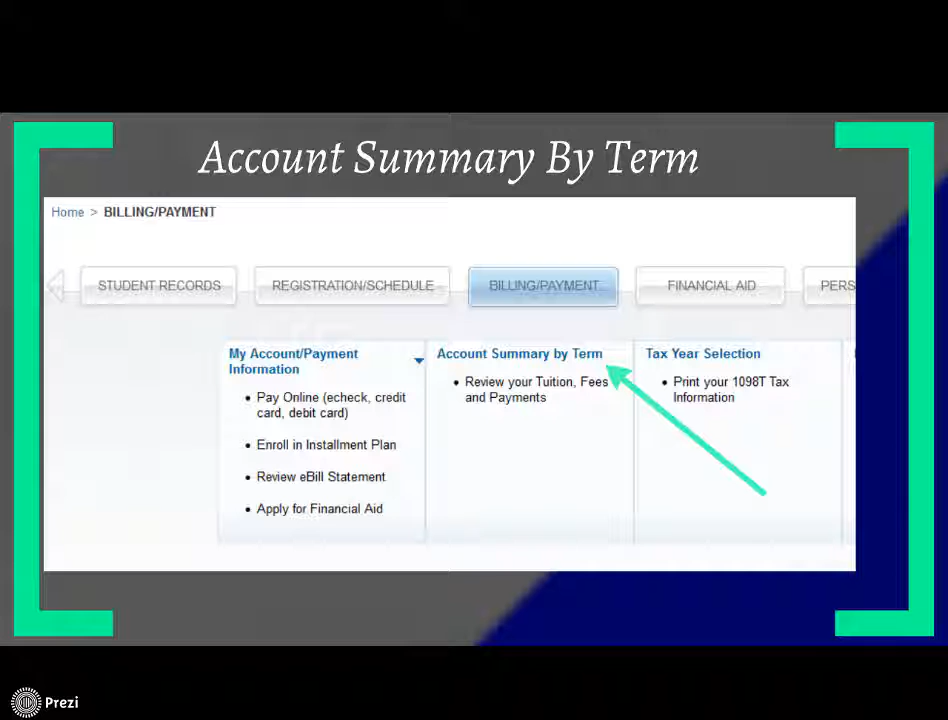 Account Summary By Term
Home > BILLING/PAYMENT
STUDENT RECORDS
REGISTRATION/SCHEDULE
BILLING/PAYMENT
FINANCIAL AID
PERS
My Account/Payment
Information
• Pay Online (echeck, credit
card, debit card)
• Enroll in Installment Plan
• Review eBill Statement
• Apply for Financial Aid
Account Summary by Term
• Review your Tuition, Fees
and Payments
Tax Year Selection
• Print your 1098T Tax
Information
Prezi